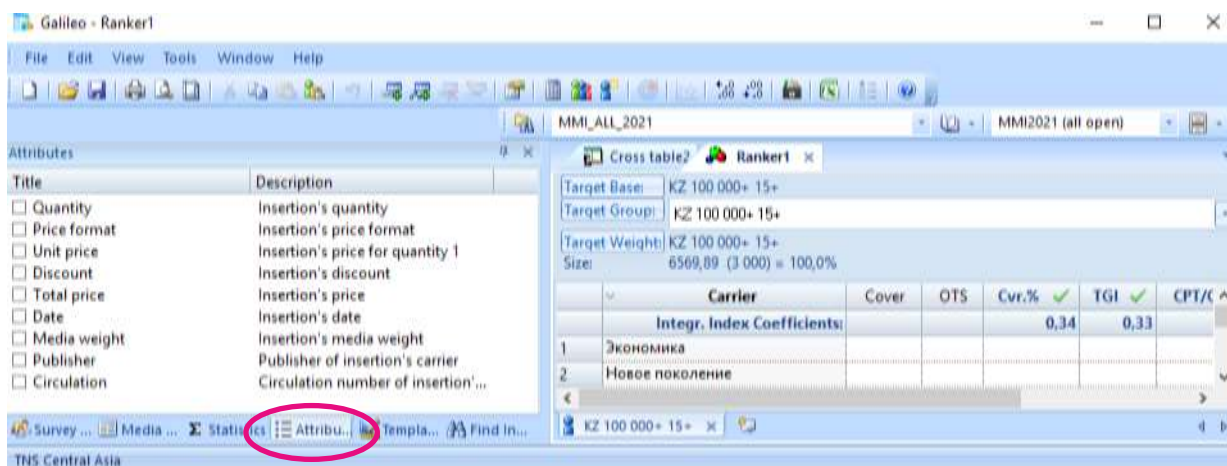 Galileo - Ranker1
File Edit View Tools Window Help
MMI_ALL_2021 MMI2021 (all open)
Attributes
Title Description
Quantity Insertion's quantity
Price format Insertion's price format
Unit price Insertion's price for quantity 1
Discount Insertion's discount
Total price Insertion's price
Date Insertion's date
Media weight Insertion's media weight
Publisher Publisher of insertion's carrier
Circulation Circulation number of insertion'...
Survey ... Media ... Statistics Attribu... Templa... Find In...
Cross table2 Ranker1
Target Base: KZ 100 000+ 15+
Target Group: KZ 100 000+ 15+
Target Weight: KZ 100 000+ 15+
Size: 6569,89 (3 000) = 100,0%
Carrier Cover OTS Cvr.% TGI CPT/C
Integr. Index Coefficients: 0,34 0,33
1 Экономика
2 Новое поколение
KZ 100 000+ 15+
TNS Central Asia